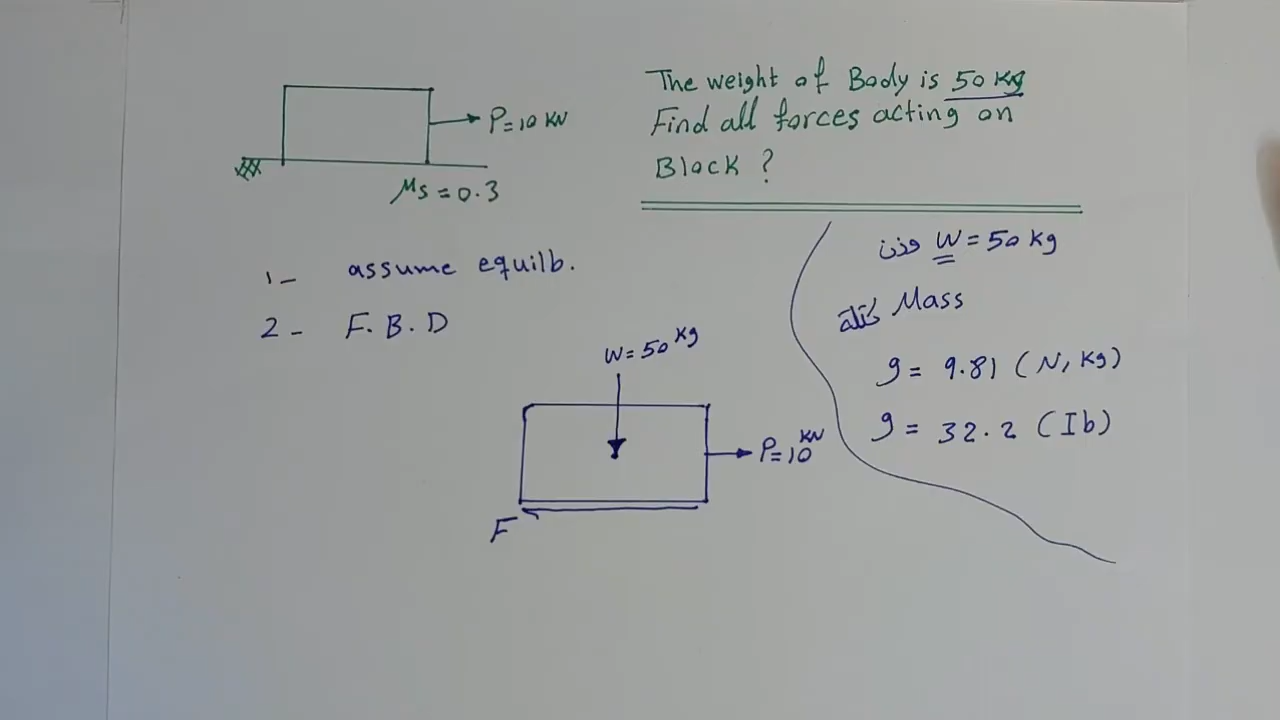 The weight of Body is 50 kg
Find all forces acting on
Block ?
P=10 KN
μs = 0.3
1- assume equilb.
2- F.B.D
W=50 kg
P=10 KN
F
وزن W=50 kg
كتلة Mass
g= 9.81 (N, kg)
g= 32.2 (Ib)